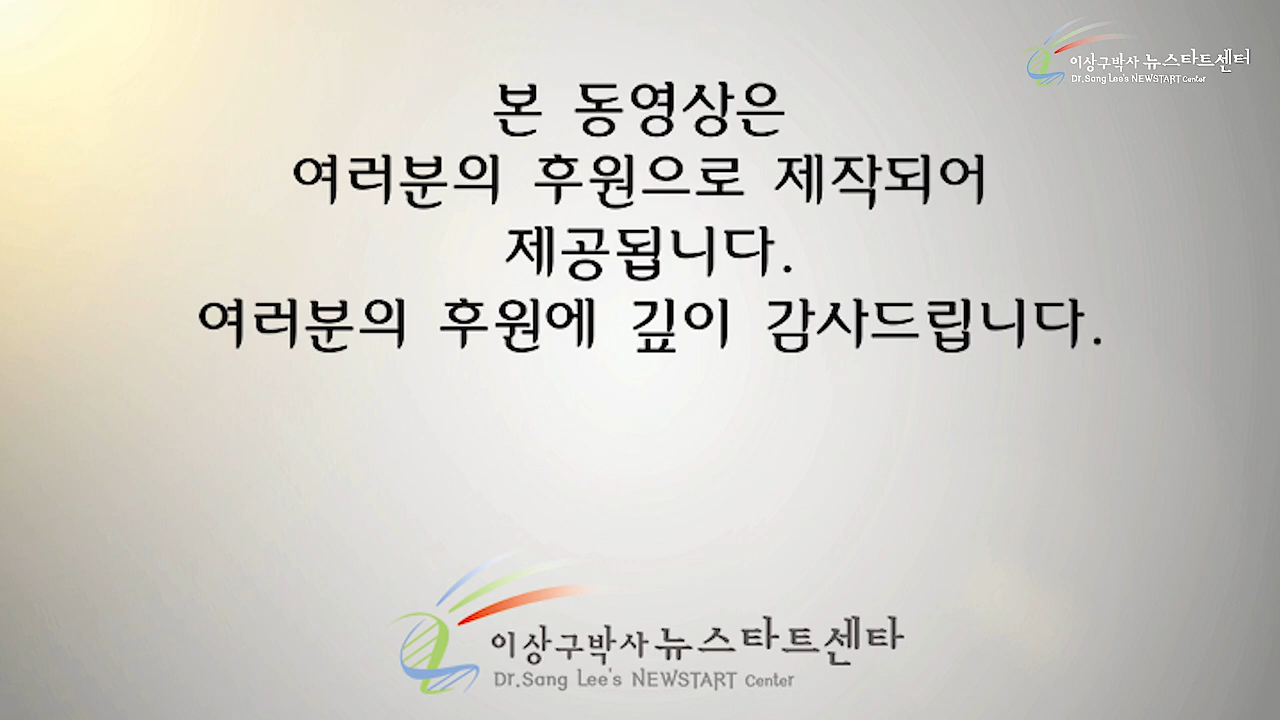 이상구박사 뉴스타트센터
Dr.Sang Lee's NEWSTART Center
본 동영상은
여러분의 후원으로 제작되어
제공됩니다.
여러분의 후원에 깊이 감사드립니다.
이상구박사 뉴스타트센타
Dr.Sang Lee's NEWSTART Center